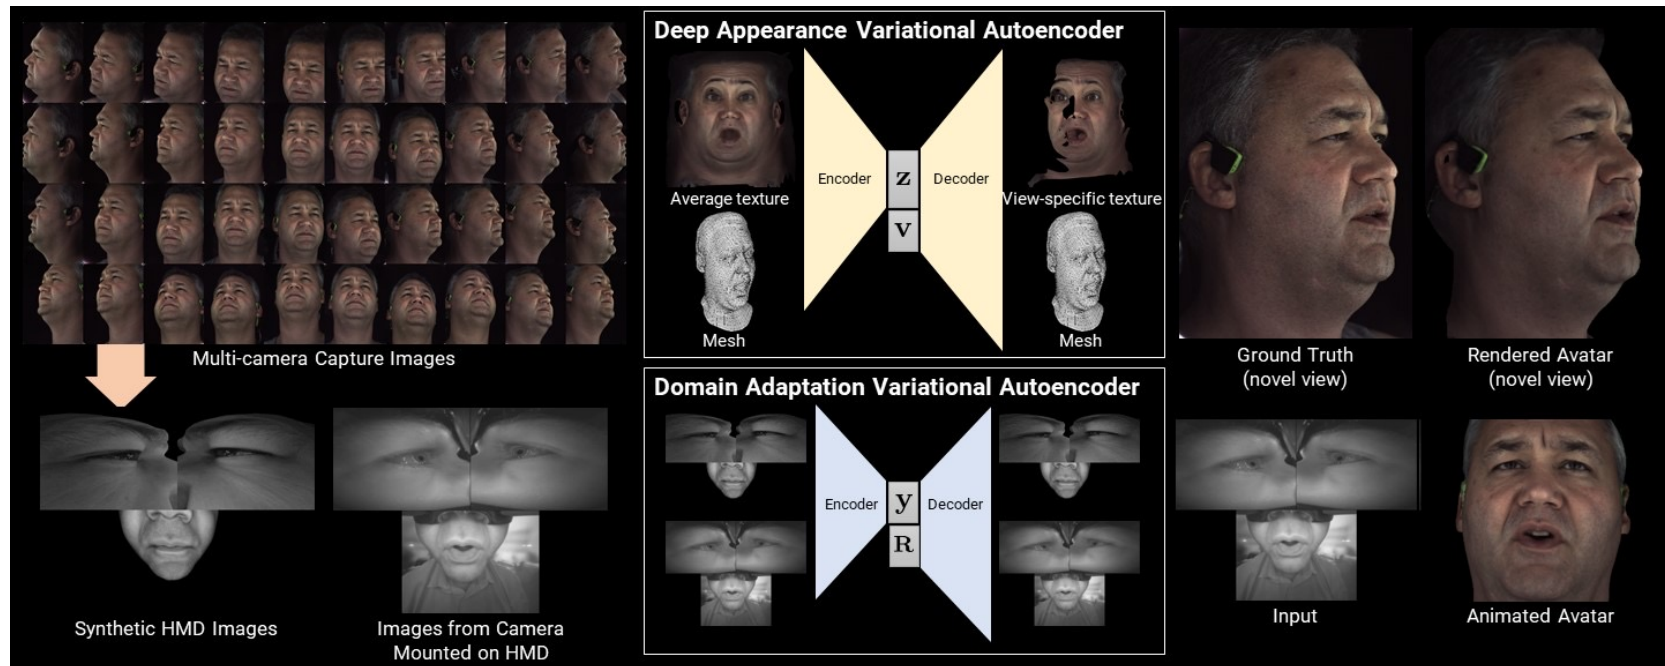 Multi-camera Capture Images
Synthetic HMD Images
Images from Camera
Mounted on HMD
Deep Appearance Variational Autoencoder
Average texture
Mesh
Encoder
z
v
Decoder
View-specific texture
Mesh
Domain Adaptation Variational Autoencoder
Encoder
y
R
Decoder
Ground Truth
(novel view)
Rendered Avatar
(novel view)
Input
Animated Avatar